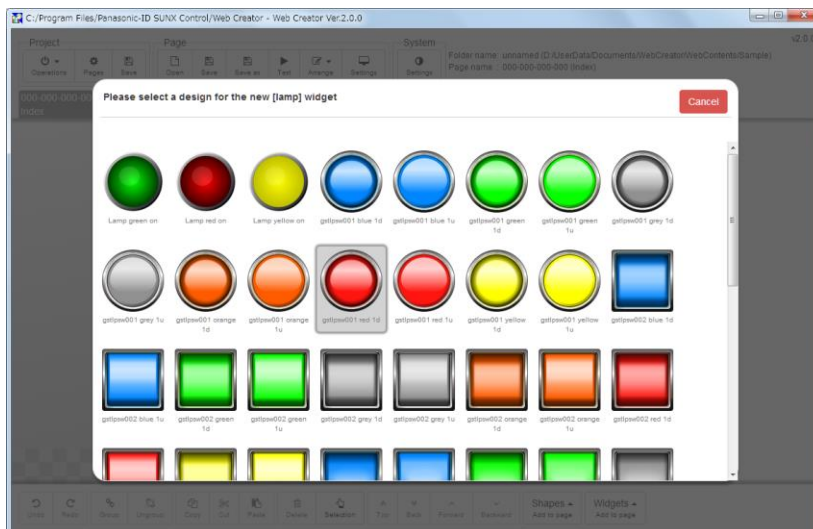 C:/Program Files/Panasonic-ID SUNX Control/Web Creator - Web Creator Ver.2.0.0
Project
Page
System
v2.0.0
Operations
Pages
Save
Open
Save
Save as
Test
Arrange
Settings
Settings
Folder name: unnamed (D:/UserData/Documents/WebCreator/WebContents/Sample)
Page name : 000-000-000-000 (Index)
000-000-000-00
Index
Please select a design for the new [lamp] widget
Cancel
Lamp green on
Lamp red on
Lamp yellow on
gstlpsw001 blue 1d
gstlpsw001 blue 1u
gstlpsw001 green 1d
gstlpsw001 green 1u
gstlpsw001 grey 1d
gstlpsw001 grey 1u
gstlpsw001 orange 1d
gstlpsw001 orange 1u
gstlpsw001 red 1d
gstlpsw001 red 1u
gstlpsw001 yellow 1d
gstlpsw001 yellow 1u
gstlpsw002 blue 1d
gstlpsw002 blue 1u
gstlpsw002 green 1d
gstlpsw002 green 1u
gstlpsw002 grey 1d
gstlpsw002 grey 1u
gstlpsw002 orange 1d
gstlpsw002 orange 1u
gstlpsw002 red 1d
Undo
Redo
Group
Ungroup
Copy
Cut
Paste
Delete
Selection
Top
Back
Forward
Backward
Shapes
Add to page
Widgets
Add to page